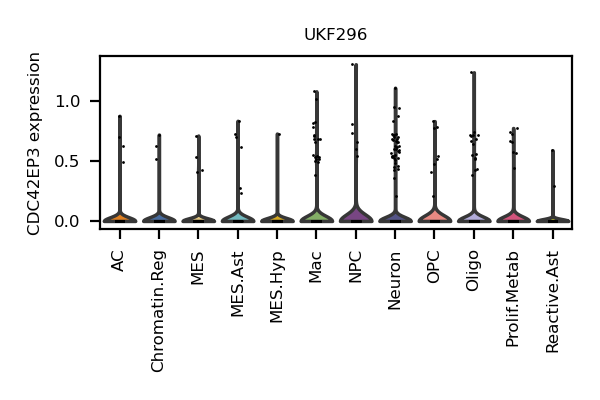 UKF296
CDC42EP3 expression
1.0
0.5
0.0
AC
Chromatin.Reg
MES
MES.Ast
MES.Hyp
Mac
NPC
Neuron
OPC
Oligo
Prolif.Metab
Reactive.Ast